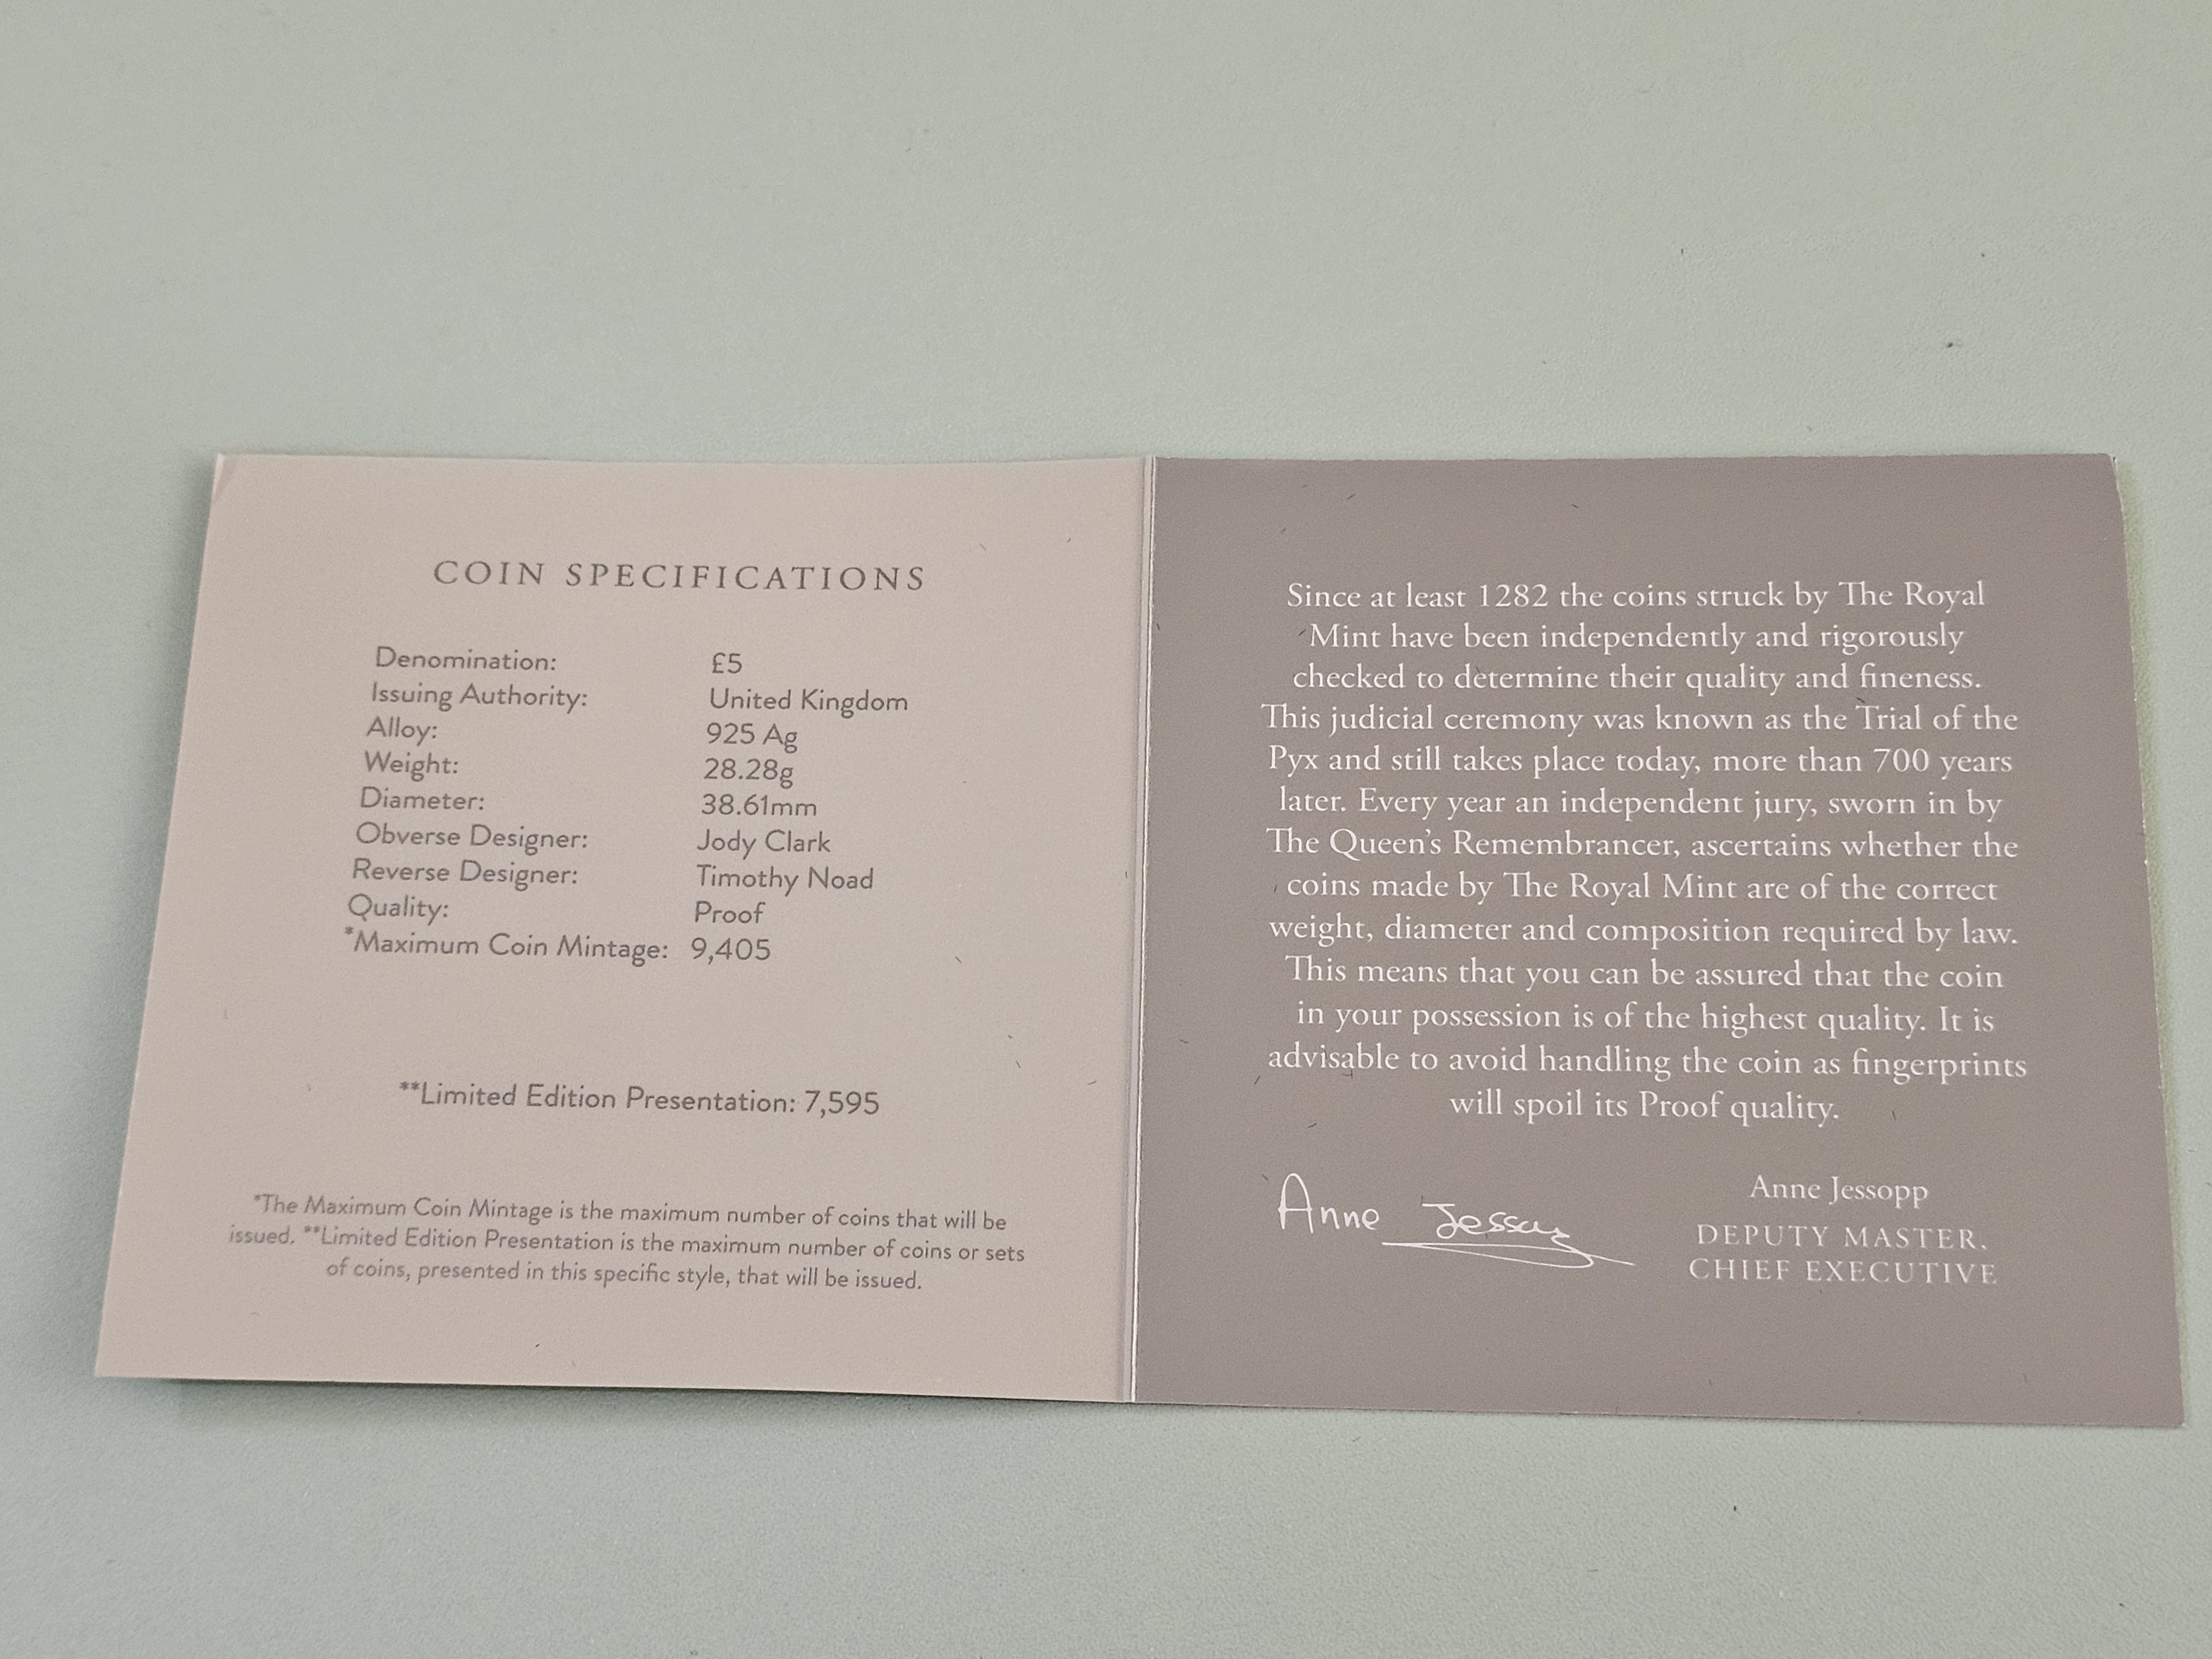 COIN SPECIFICATIONS
Denomination: £5
Issuing Authority: United Kingdom
Alloy: 925 Ag
Weight: 28.28g
Diameter: 38.61mm
Obverse Designer: Jody Clark
Reverse Designer: Timothy Noad
Quality: Proof
*Maximum Coin Mintage: 9,405
**Limited Edition Presentation: 7,595
*The Maximum Coin Mintage is the maximum number of coins that will be
issued. **Limited Edition Presentation is the maximum number of coins or sets
of coins, presented in this specific style, that will be issued.
Since at least 1282 the coins struck by The Royal
Mint have been independently and rigorously
checked to determine their quality and fineness.
This judicial ceremony was known as the Trial of the
Pyx and still takes place today, more than 700 years
later. Every year an independent jury, sworn in by
The Queen's Remembrancer, ascertains whether the
coins made by The Royal Mint are of the correct
weight, diameter and composition required by law.
This means that you can be assured that the coin
in your possession is of the highest quality. It is
advisable to avoid handling the coin as fingerprints
will spoil its Proof quality.
Anne Jessopp
Anne Jessopp
DEPUTY MASTER,
CHIEF EXECUTIVE